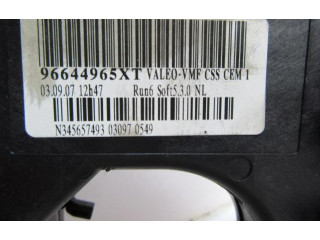 96644965XT VALEO-VMF CSS CEM 1
03.09.07 12h47 Run6 Soft5.3.0 NL
N345657493 03097 0549